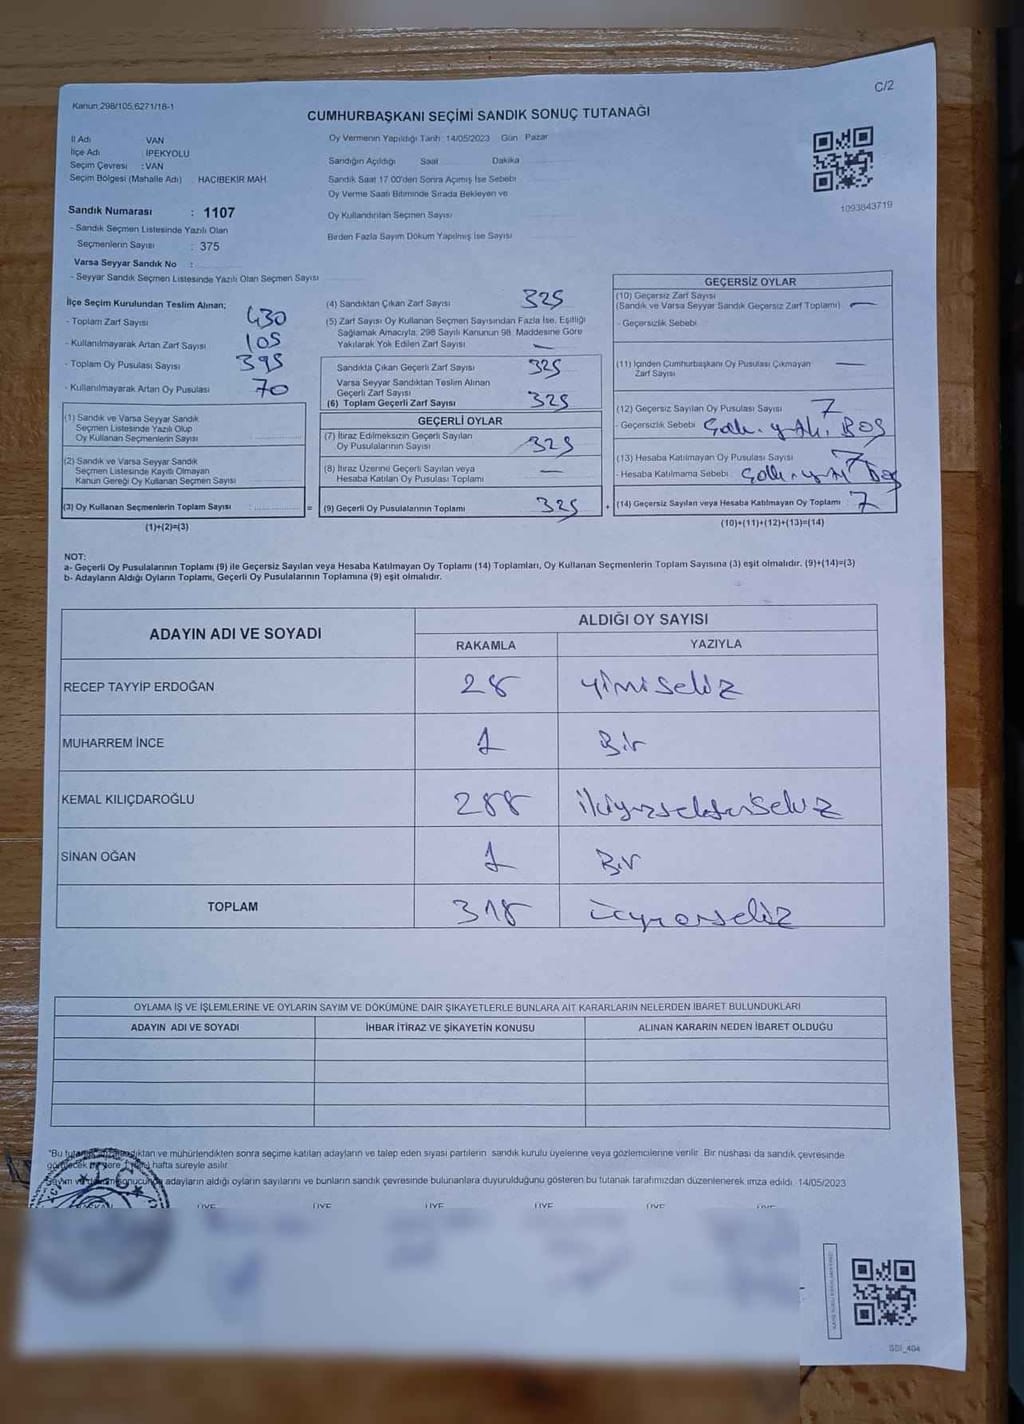 C/2
Kanun 298/105,6271/18-1
CUMHURBAŞKANI SEÇİMİ SANDIK SONUÇ TUTANAĞI
İl Adı VAN
İlçe Adı : İPEKYOLU
Seçim Çevresi : VAN
Seçim Bölgesi (Mahalle Adı) HACIBEKİR MAH.
Oy Vermenin Yapıldığı Tarih: 14/05/2023 Gün: Pazar
Sandığın Açıldığı Saat Dakika
Sandık Saat 17.00'den Sonra Açılmış İse Sebebi
Oy Verme Saati Bitiminde Sırada Bekleyen ve
Oy Kullandırılan Seçmen Sayısı
Birden Fazla Sayım Döküm Yapılmış İse Sayısı
1093843719
Sandık Numarası : 1107
- Sandık Seçmen Listesinde Yazılı Olan
Seçmenlerin Sayısı : 375
Varsa Seyyar Sandık No :
- Seyyar Sandık Seçmen Listesinde Yazılı Olan Seçmen Sayısı
İlçe Seçim Kurulundan Teslim Alınan;
- Toplam Zarf Sayısı 430
- Kullanılmayarak Artan Zarf Sayısı 105
- Toplam Oy Pusulası Sayısı 395
- Kullanılmayarak Artan Oy Pusulası 70
(1) Sandık ve Varsa Seyyar Sandık
Seçmen Listesinde Yazılı Olup
Oy Kullanan Seçmenlerin Sayısı
(2) Sandık ve Varsa Seyyar Sandık
Seçmen Listesinde Kayıtlı Olmayan
Kanun Gereği Oy Kullanan Seçmen Sayısı
(3) Oy Kullanan Seçmenlerin Toplam Sayısı
(1)+(2)=(3)
(4) Sandıktan Çıkan Zarf Sayısı 325
(5) Zarf Sayısı Oy Kullanan Seçmen Sayısından Fazla İse, Eşitliği
Sağlamak Amacıyla; 298 Sayılı Kanunun 98. Maddesine Göre
Yakılarak Yok Edilen Zarf Sayısı —
Sandıkta Çıkan Geçerli Zarf Sayısı 325
Varsa Seyyar Sandıktan Teslim Alınan
Geçerli Zarf Sayısı
(6) Toplam Geçerli Zarf Sayısı 325
GEÇERLİ OYLAR
(7) İtiraz Edilmeksizin Geçerli Sayılan
Oy Pusulalarının Sayısı 325
(8) İtiraz Üzerine Geçerli Sayılan veya
Hesaba Katılan Oy Pusulası Toplamı —
= (9) Geçerli Oy Pusulalarının Toplamı 325 +
GEÇERSİZ OYLAR
(10) Geçersiz Zarf Sayısı
(Sandık ve Varsa Seyyar Sandık Geçersiz Zarf Toplamı) —
- Geçersizlik Sebebi
(11) İçinden Cumhurbaşkanı Oy Pusulası Çıkmayan
Zarf Sayısı —
(12) Geçersiz Sayılan Oy Pusulası Sayısı 7
- Geçersizlik Sebebi BOŞ
(13) Hesaba Katılmayan Oy Pusulası Sayısı 7
- Hesaba Katılmama Sebebi Boş
(14) Geçersiz Sayılan veya Hesaba Katılmayan Oy Toplamı 7
(10)+(11)+(12)+(13)=(14)
NOT:
a- Geçerli Oy Pusulalarının Toplamı (9) ile Geçersiz Sayılan veya Hesaba Katılmayan Oy Toplamı (14) Toplamları, Oy Kullanan Seçmenlerin Toplam Sayısına (3) eşit olmalıdır. (9)+(14)=(3)
b- Adayların Aldığı Oyların Toplamı, Geçerli Oy Pusulalarının Toplamına (9) eşit olmalıdır.
ADAYIN ADI VE SOYADI ALDIĞI OY SAYISI
RAKAMLA YAZIYLA
RECEP TAYYİP ERDOĞAN 28 yimisekiz
MUHARREM İNCE 1 Bir
KEMAL KILIÇDAROĞLU 288 ikiyüzseksensekiz
SİNAN OĞAN 1 Bir
TOPLAM 318 üçyüzonsekiz
OYLAMA İŞ VE İŞLEMLERİNE VE OYLARIN SAYIM VE DÖKÜMÜNE DAİR ŞİKAYETLERLE BUNLARA AİT KARARLARIN NELERDEN İBARET BULUNDUKLARI
ADAYIN ADI VE SOYADI İHBAR İTİRAZ VE ŞİKAYETİN KONUSU ALINAN KARARIN NEDEN İBARET OLDUĞU
"Bu ve mühürlendikten sonra seçime katılan adayların ve talep eden siyasi partilerin sandık kurulu üyelerine veya gözlemcilerine verilir. Bir nüshası da sandık çevresinde
hafta süreyle asılır.
adayların aldığı oyların sayılarını ve bunların sandık çevresinde bulunanlara duyurulduğunu gösteren bu tutanak tarafımızdan düzenlenerek imza edildi. 14/05/2023
ÜYE ÜYE ÜYE ÜYE ÜYE ÜYE